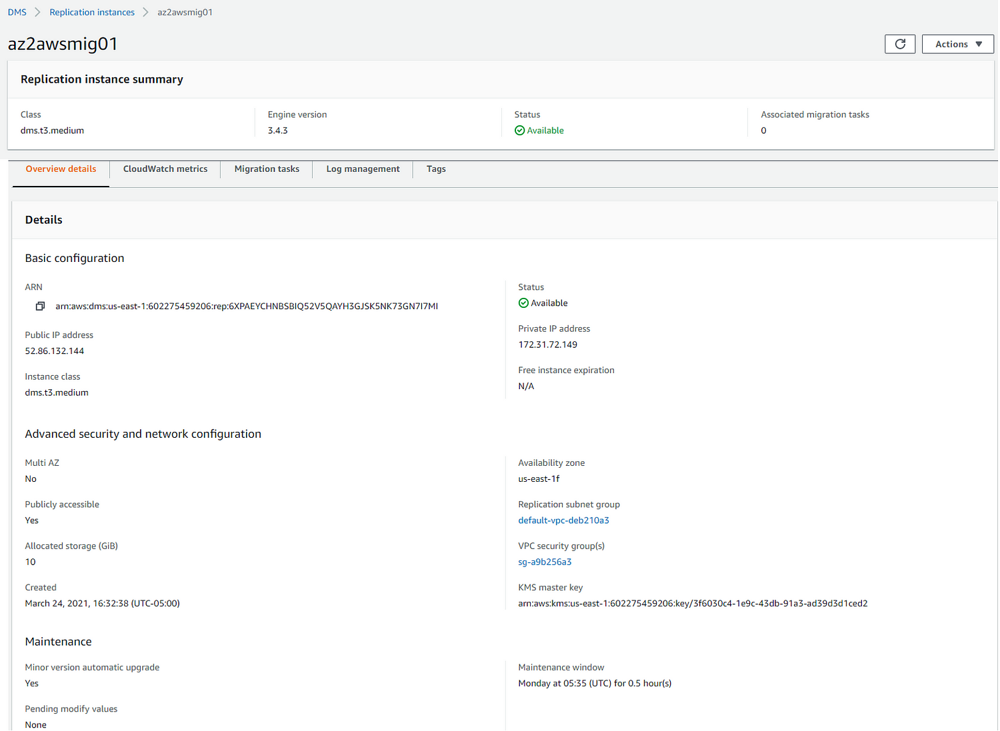 DMS > Replication instances > az2awsmig01
az2awsmig01
Actions
Replication instance summary
Class
dms.t3.medium
Engine version
3.4.3
Status
Available
Associated migration tasks
0
Overview details
CloudWatch metrics
Migration tasks
Log management
Tags
Details
Basic configuration
ARN
arn:aws:dms:us-east-1:602275459206:rep:6XPAEYCHNBSBIQ52V5QAYH3GJSK5NK73GN7I7MI
Public IP address
52.86.132.144
Instance class
dms.t3.medium
Status
Available
Private IP address
172.31.72.149
Free instance expiration
N/A
Advanced security and network configuration
Multi AZ
No
Publicly accessible
Yes
Allocated storage (GiB)
10
Created
March 24, 2021, 16:32:38 (UTC-05:00)
Availability zone
us-east-1f
Replication subnet group
default-vpc-deb210a3
VPC security group(s)
sg-a9b256a3
KMS master key
arn:aws:kms:us-east-1:602275459206:key/3f6030c4-1e9c-43db-91a3-ad39d3d1ced2
Maintenance
Minor version automatic upgrade
Yes
Pending modify values
None
Maintenance window
Monday at 05:35 (UTC) for 0.5 hour(s)